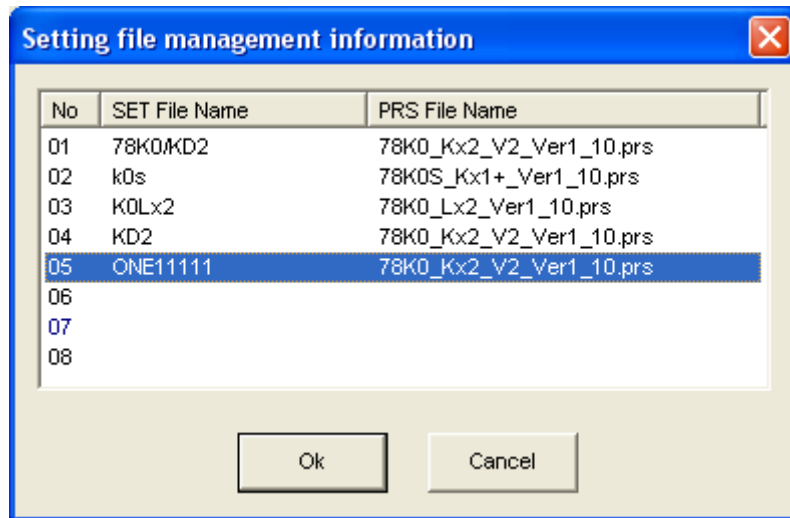 Setting file management information
No SET File Name PRS File Name
01 78K0/KD2 78K0_Kx2_V2_Ver1_10.prs
02 k0s 78K0S_Kx1+_Ver1_10.prs
03 K0Lx2 78K0_Lx2_Ver1_10.prs
04 KD2 78K0_Kx2_V2_Ver1_10.prs
05 ONE11111 78K0_Kx2_V2_Ver1_10.prs
06
07
08
Ok Cancel